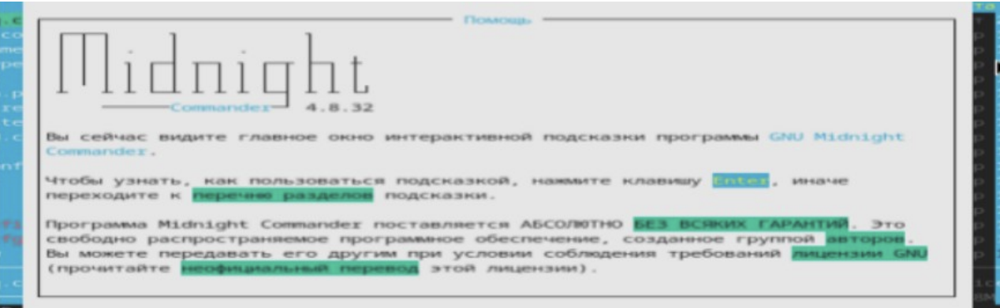 Помощь
Midnight
Commander 4.8.32
Вы сейчас видите главное окно интерактивной подсказки программы GNU Midnight
Commander.
Чтобы узнать, как пользоваться подсказкой, нажмите клавишу Enter, иначе
переходите к перечню разделов подсказки.
Программа Midnight Commander поставляется АБСОЛЮТНО БЕЗ ВСЯКИХ ГАРАНТИЙ. Это
свободно распространяемое программное обеспечение, созданное группой авторов.
Вы можете передавать его другим при условии соблюдения требований лицензии GNU
(прочитайте неофициальный перевод этой лицензии).